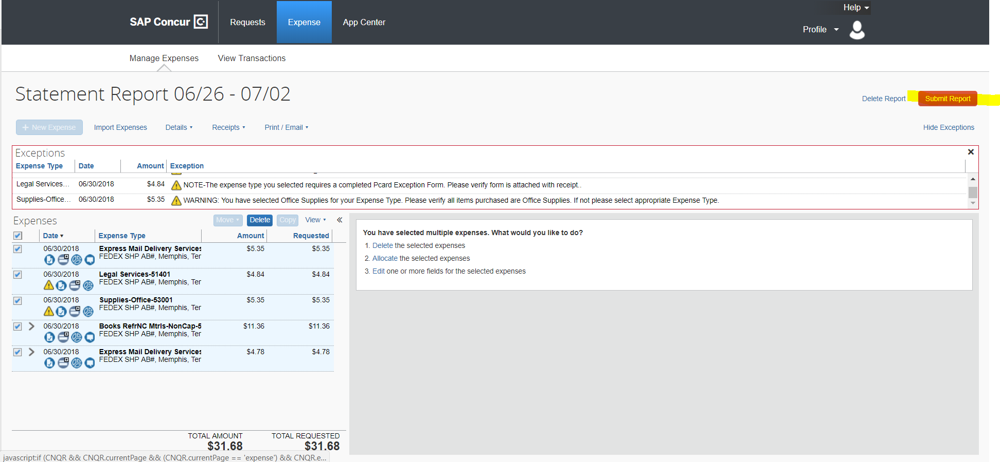 Help
SAP Concur C
Requests
Expense
App Center
Profile
Manage Expenses
View Transactions
Statement Report 06/26 - 07/02
Delete Report
Submit Report
+ New Expense
Import Expenses
Details
Receipts
Print / Email
Hide Exceptions
Exceptions
Expense Type Date Amount Exception
Legal Services... 06/30/2018 $4.84 NOTE-The expense type you selected requires a completed Pcard Exception Form. Please verify form is attached with receipt..
Supplies-Office... 06/30/2018 $5.35 WARNING: You have selected Office Supplies for your Expense Type. Please verify all items purchased are Office Supplies. If not please select appropriate Expense Type.
Expenses
Move
Delete
Copy
View
Date Expense Type Amount Requested
06/30/2018 Express Mail Delivery Services $5.35 $5.35
FEDEX SHP AB#, Memphis, Ter
06/30/2018 Legal Services-51401 $4.84 $4.84
FEDEX SHP AB#, Memphis, Ter
06/30/2018 Supplies-Office-53001 $5.35 $5.35
FEDEX SHP AB#, Memphis, Ter
06/30/2018 Books RefrNC Mtrls-NonCap-5 $11.36 $11.36
FEDEX SHP AB#, Memphis, Ter
06/30/2018 Express Mail Delivery Services $4.78 $4.78
FEDEX SHP AB#, Memphis, Ter
You have selected multiple expenses. What would you like to do?
1. Delete the selected expenses
2. Allocate the selected expenses
3. Edit one or more fields for the selected expenses
TOTAL AMOUNT TOTAL REQUESTED
$31.68 $31.68
javascript:if (CNQR && CNQR.currentPage && (CNQR.currentPage == 'expense') && CNQR.e...